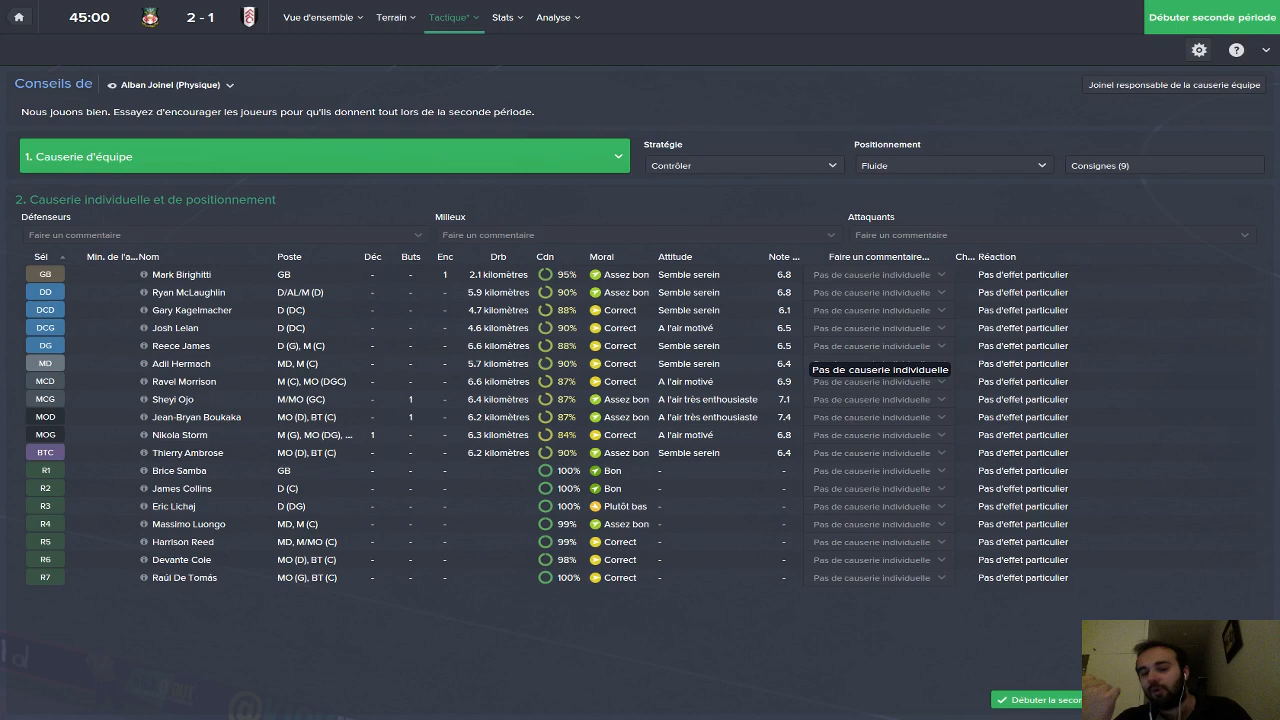 45:00 2 - 1 Vue d'ensemble Terrain Tactique* Stats Analyse Débuter seconde période
Conseils de Alban Joinel (Physique) Joinel responsable de la causerie équipe
Nous jouons bien. Essayez d'encourager les joueurs pour qu'ils donnent tout lors de la seconde période.
Stratégie Positionnement
1. Causerie d'équipe Contrôler Fluide Consignes (9)
2. Causerie individuelle et de positionnement
Défenseurs Milieux Attaquants
Faire un commentaire Faire un commentaire Faire un commentaire
Sél Min. de l'a... Nom Poste Déc Buts Enc Drb Cdn Moral Attitude Note ... Faire un commentaire... Ch... Réaction
GB Mark Birighitti GB - - 1 2.1 kilomètres 95% Assez bon Semble serein 6.8 Pas de causerie individuelle Pas d'effet particulier
DD Ryan McLaughlin D/AL/M (D) - - - 5.9 kilomètres 90% Assez bon Semble serein 6.8 Pas de causerie individuelle Pas d'effet particulier
DCD Gary Kagelmacher D (DC) - - - 4.7 kilomètres 88% Correct Semble serein 6.1 Pas de causerie individuelle Pas d'effet particulier
DCG Josh Lelan D (DC) - - - 4.6 kilomètres 90% Correct A l'air motivé 6.5 Pas de causerie individuelle Pas d'effet particulier
DG Reece James D (G), M (C) - - - 6.6 kilomètres 88% Correct Semble serein 6.5 Pas de causerie individuelle Pas d'effet particulier
MD Adil Hermach MD, M (C) - - - 5.7 kilomètres 90% Correct Semble serein 6.4 Pas d'effet particulier
Pas de causerie individuelle
MCD Ravel Morrison M (C), MO (DGC) - - - 6.6 kilomètres 87% Correct A l'air motivé 6.9 Pas de causerie individuelle Pas d'effet particulier
MCG Sheyi Ojo M/MO (GC) - 1 - 6.4 kilomètres 87% Assez bon A l'air très enthousiaste 7.1 Pas de causerie individuelle Pas d'effet particulier
MOD Jean-Bryan Boukaka MO (D), BT (C) - 1 - 6.2 kilomètres 87% Assez bon A l'air très enthousiaste 7.4 Pas de causerie individuelle Pas d'effet particulier
MOG Nikola Storm M (G), MO (DG), ... 1 - - 6.3 kilomètres 84% Correct A l'air motivé 6.8 Pas de causerie individuelle Pas d'effet particulier
BTC Thierry Ambrose MO (D), BT (C) - - - 6.2 kilomètres 90% Assez bon Semble serein 6.4 Pas de causerie individuelle Pas d'effet particulier
R1 Brice Samba GB - - - 100% Bon - - Pas de causerie individuelle Pas d'effet particulier
R2 James Collins D (C) - - - 100% Bon - - Pas de causerie individuelle Pas d'effet particulier
R3 Eric Lichaj D (DG) - - - 100% Plutôt bas - - Pas de causerie individuelle Pas d'effet particulier
R4 Massimo Luongo MD, M (C) - - - 99% Assez bon - - Pas de causerie individuelle Pas d'effet particulier
R5 Harrison Reed MD, M/MO (C) - - - 99% Correct - - Pas de causerie individuelle Pas d'effet particulier
R6 Devante Cole MO (D), BT (C) - - - 98% Correct - - Pas de causerie individuelle Pas d'effet particulier
R7 Raúl De Tomás MO (G), BT (C) - - - 100% Correct - - Pas de causerie individuelle Pas d'effet particulier
Débuter la secon